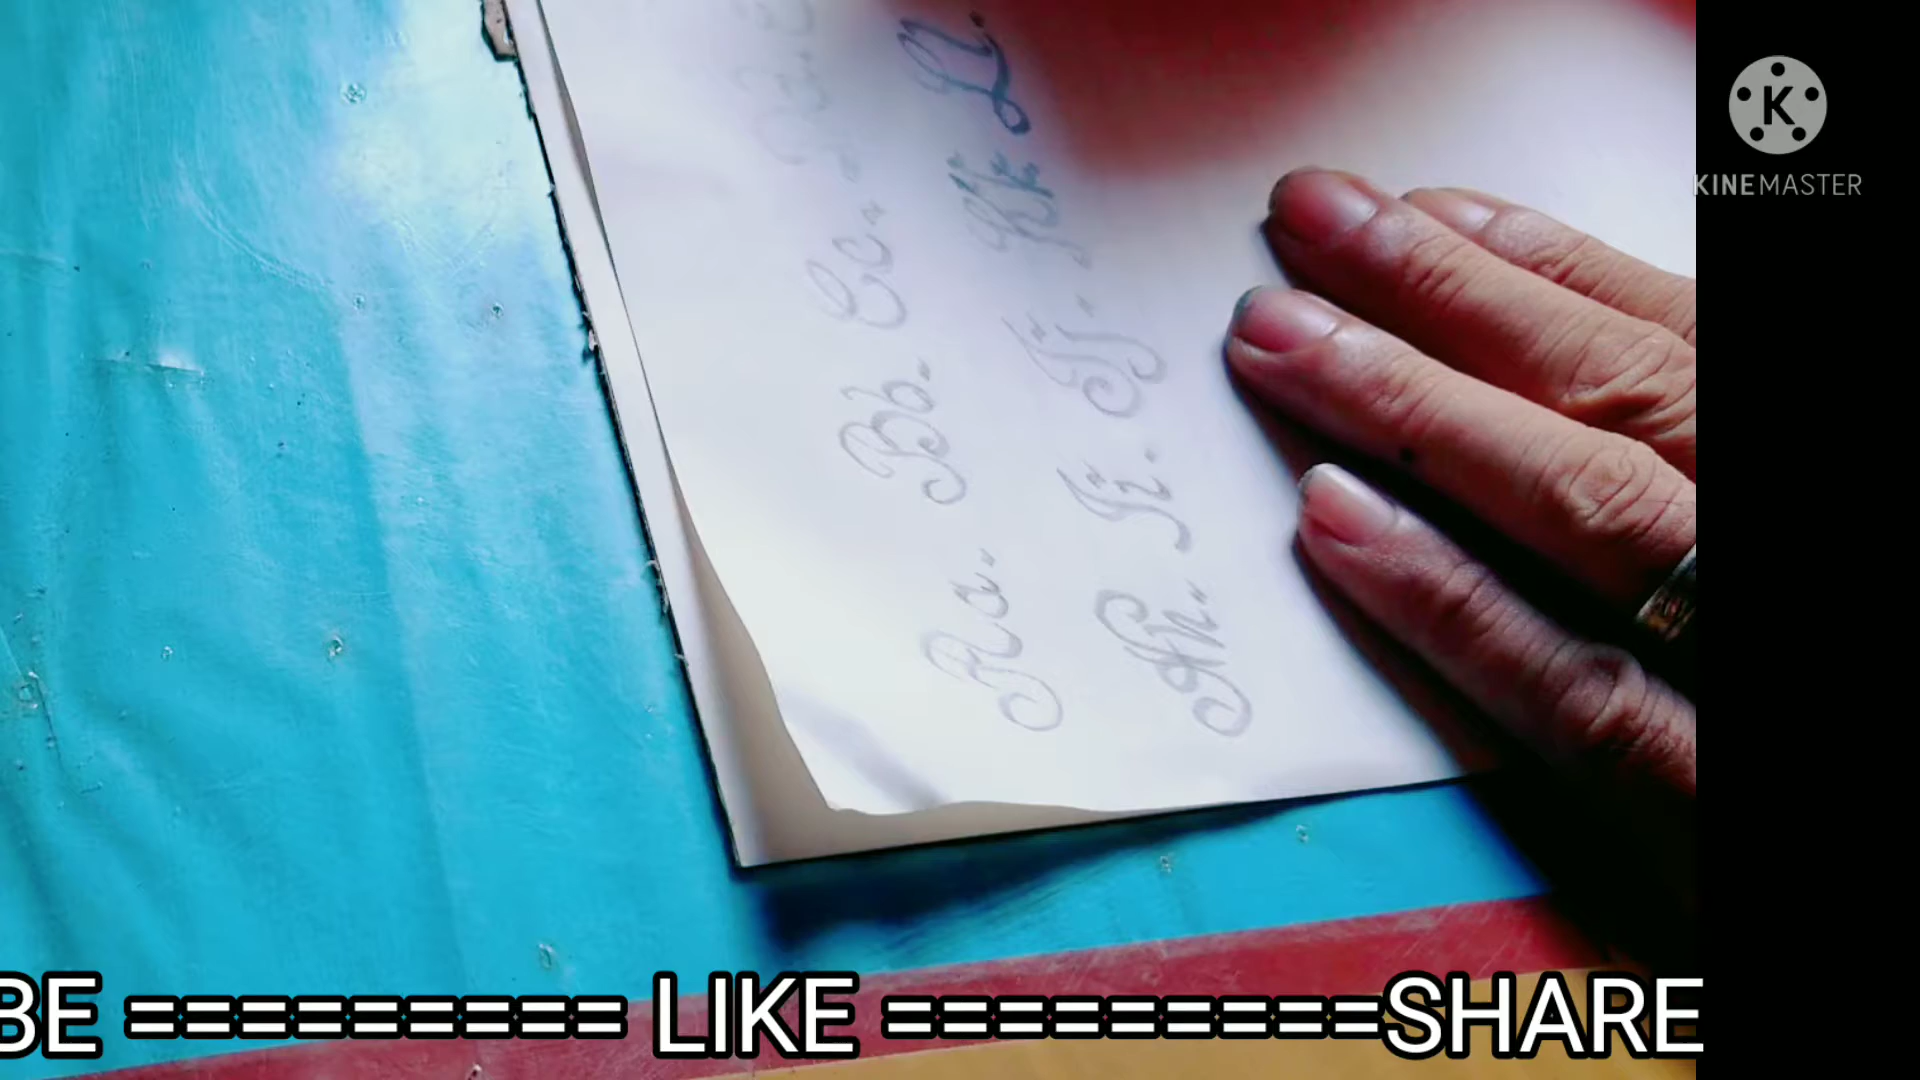 Aa. Bb. Cc.
Hh. Ii. Jj. Kk Ll.
KINEMASTER
BE ========== LIKE ==========SHARE